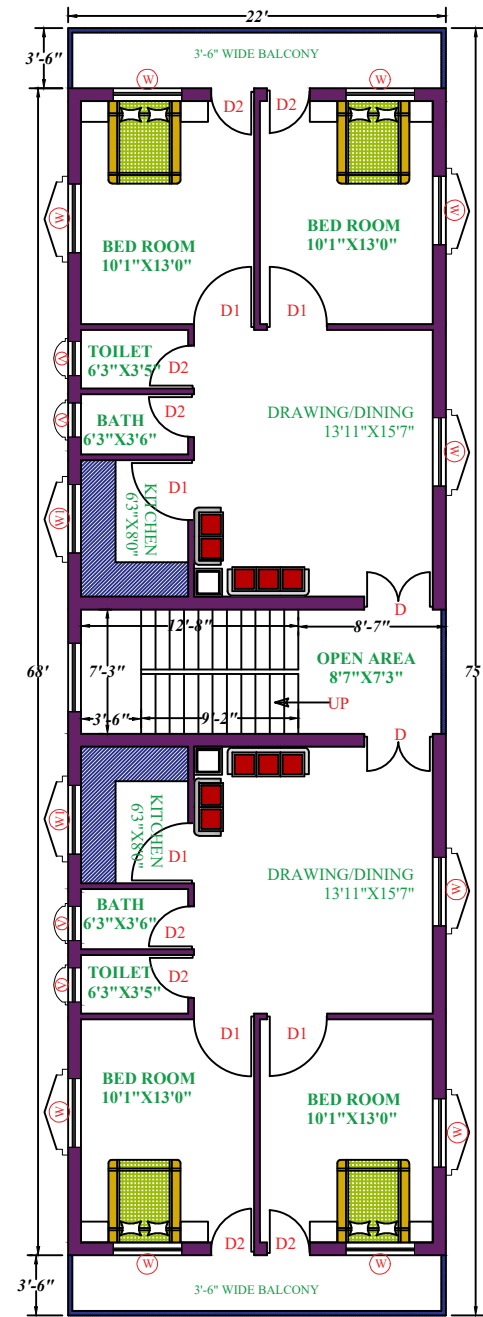 22'
3'-6" WIDE BALCONY
3'-6"
W
W
D2
D2
W
W
BED ROOM
10'1"X13'0"
BED ROOM
10'1"X13'0"
D1
D1
TOILET
6'3"X3'5"
V
D2
BATH
6'3"X3'6"
V
D2
DRAWING/DINING
13'11"X15'7"
W
D1
KITCHEN
6'3"X8'0"
W1
D
12'-8"
8'-7"
68'
7'-3"
OPEN AREA
8'7"X7'3"
75'
UP
3'-6"
9'-2"
D
KITCHEN
6'3"X8'0"
W1
D1
DRAWING/DINING
13'11"X15'7"
W
BATH
6'3"X3'6"
V
D2
TOILET
6'3"X3'5"
V
D2
D1
D1
BED ROOM
10'1"X13'0"
BED ROOM
10'1"X13'0"
W
W
D2
D2
W
W
3'-6"
3'-6" WIDE BALCONY